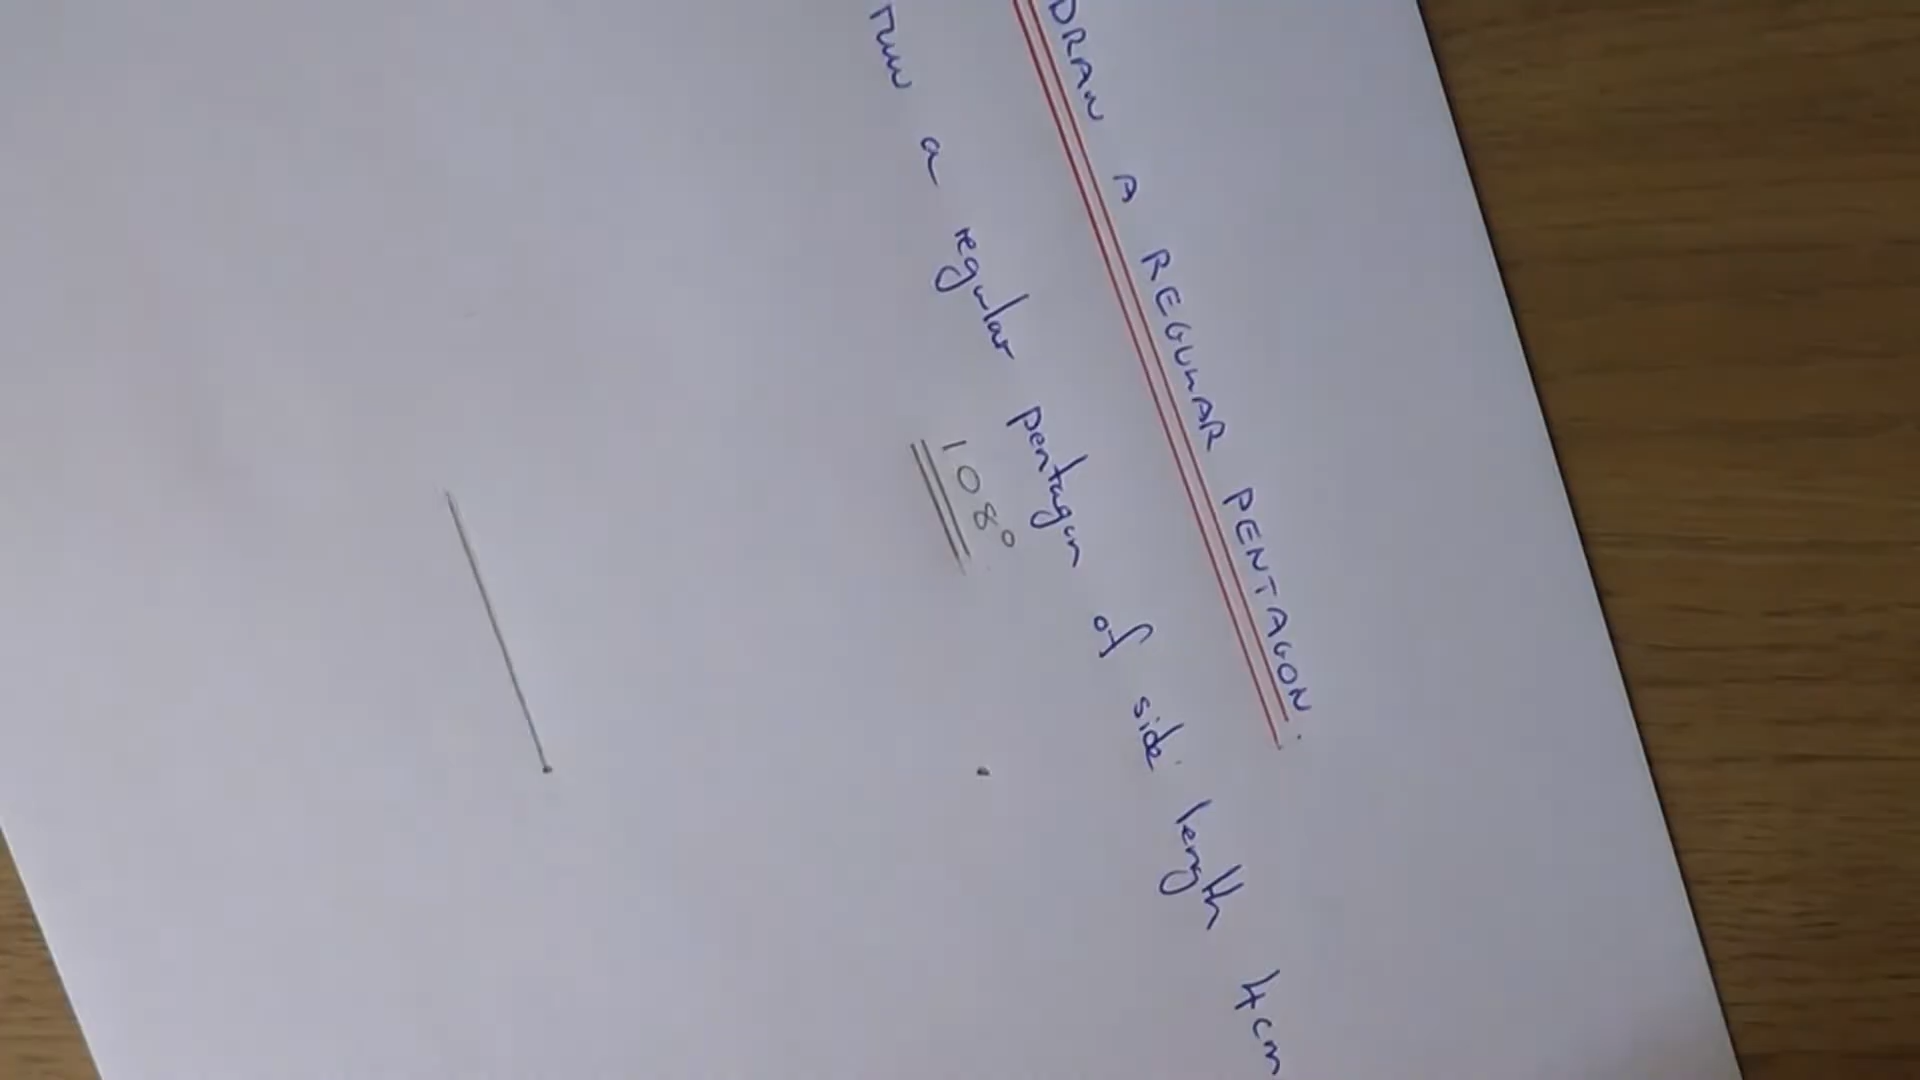 DRAW A REGULAR PENTAGON.
a regular pentagon of side length 4cm
108°